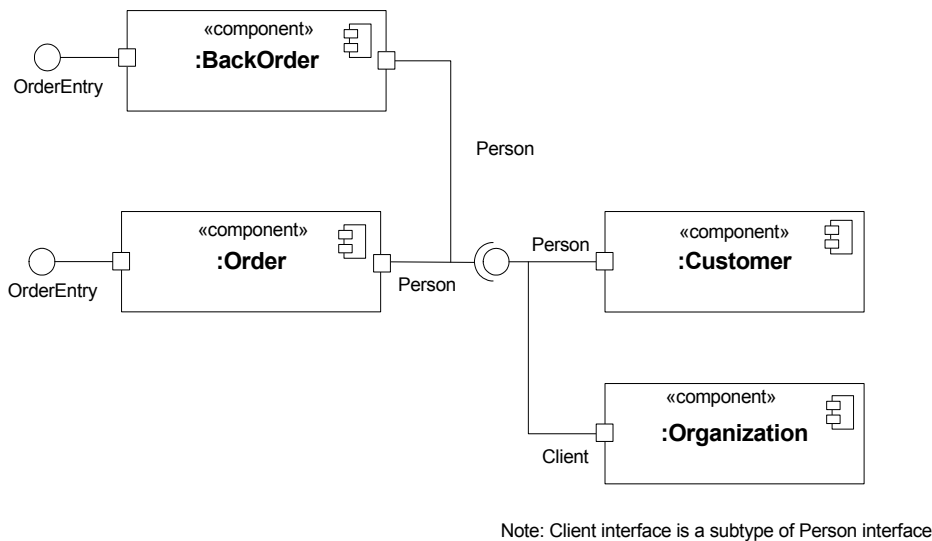 «component»
:BackOrder
OrderEntry
Person
«component»
:Order
OrderEntry
Person
Person
«component»
:Customer
«component»
:Organization
Client
Note: Client interface is a subtype of Person interface